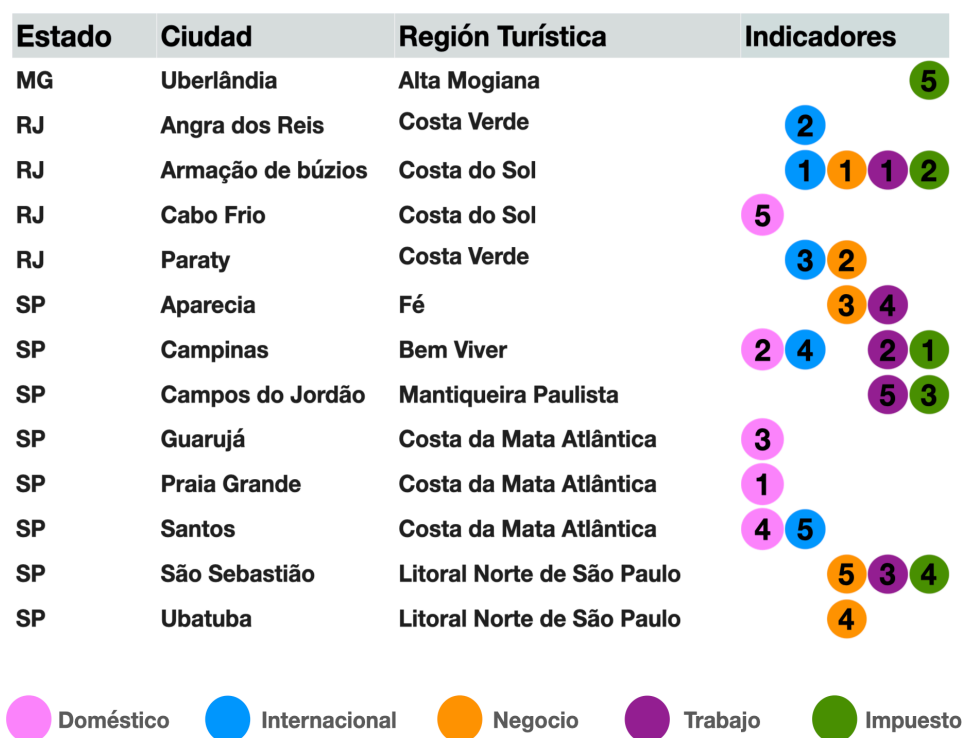 Estado Ciudad Región Turística Indicadores
MG Uberlândia Alta Mogiana 5
RJ Angra dos Reis Costa Verde 2
RJ Armação de búzios Costa do Sol 1 1 1 2
RJ Cabo Frio Costa do Sol 5
RJ Paraty Costa Verde 3 2
SP Aparecia Fé 3 4
SP Campinas Bem Viver 2 4 2 1
SP Campos do Jordão Mantiqueira Paulista 5 3
SP Guarujá Costa da Mata Atlântica 3
SP Praia Grande Costa da Mata Atlântica 1
SP Santos Costa da Mata Atlântica 4 5
SP São Sebastião Litoral Norte de São Paulo 5 3 4
SP Ubatuba Litoral Norte de São Paulo 4
Doméstico Internacional Negocio Trabajo Impuesto